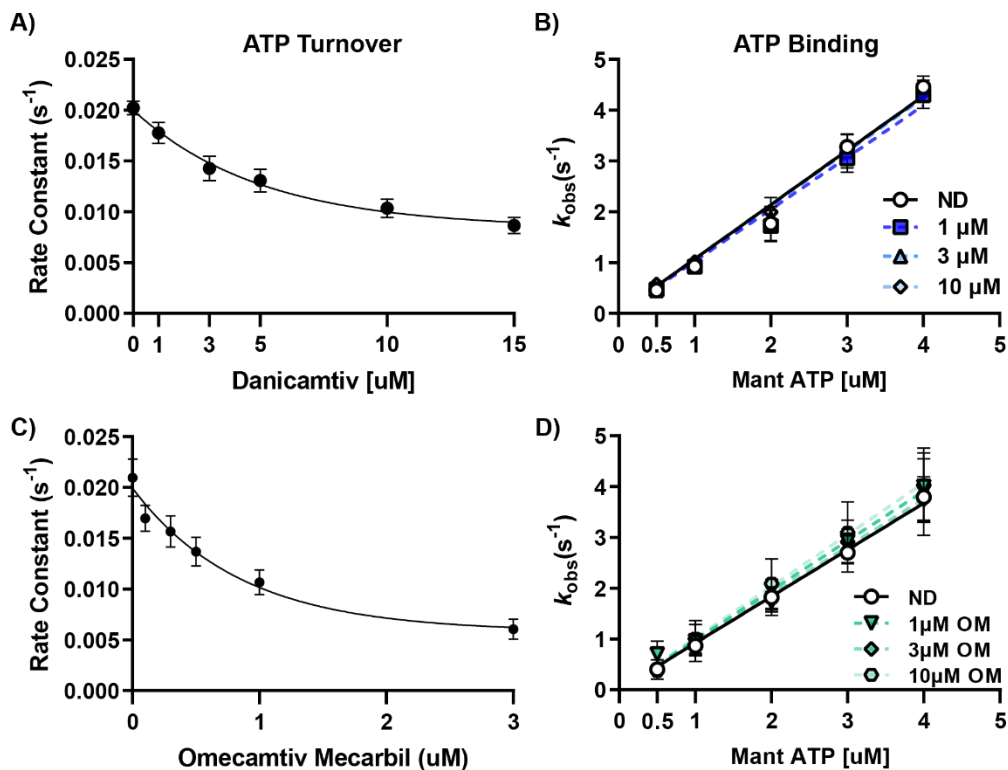 A)
ATP Turnover
Rate Constant (s⁻¹)
0.025
0.020
0.015
0.010
0.005
0.000
0 1 3 5 10 15
Danicamtiv [uM]
B)
ATP Binding
kobs(s⁻¹)
5
4
3
2
1
0
ND
1 µM
3 µM
10 µM
0 0.5 1 2 3 4 5
Mant ATP [uM]
C)
Rate Constant (s⁻¹)
0.025
0.020
0.015
0.010
0.005
0.000
0 1 2 3
Omecamtiv Mecarbil (uM)
D)
kobs(s⁻¹)
5
4
3
2
1
0
ND
1µM OM
3µM OM
10µM OM
0 0.5 1 2 3 4 5
Mant ATP [uM]